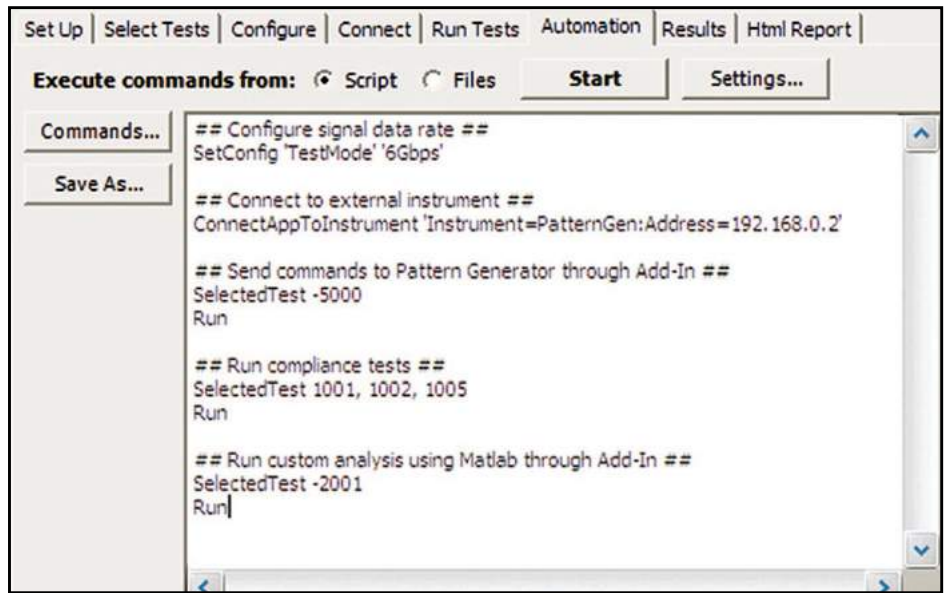 Set Up Select Tests Configure Connect Run Tests Automation Results Html Report
Execute commands from: Script Files Start Settings...
Commands...
Save As...
## Configure signal data rate ##
SetConfig 'TestMode' '6Gbps'
## Connect to external instrument ##
ConnectAppToInstrument 'Instrument=PatternGen:Address=192.168.0.2'
## Send commands to Pattern Generator through Add-In ##
SelectedTest -5000
Run
## Run compliance tests ##
SelectedTest 1001, 1002, 1005
Run
## Run custom analysis using Matlab through Add-In ##
SelectedTest -2001
Run